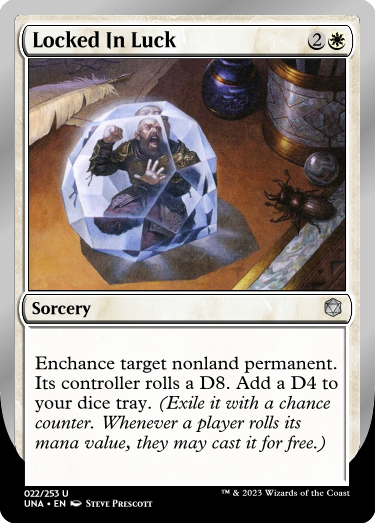 Locked In Luck 2
Sorcery
Enchance target nonland permanent.
Its controller rolls a D8. Add a D4 to
your dice tray. (Exile it with a chance
counter. Whenever a player rolls its
mana value, they may cast it for free.)
022/253 U
UNA • EN Steve Prescott
™ & 2023 Wizards of the Coast